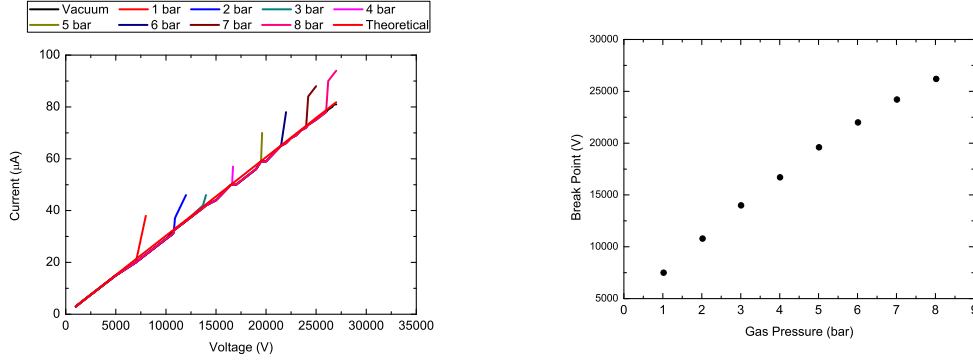 Vacuum 1 bar 2 bar 3 bar 4 bar
5 bar 6 bar 7 bar 8 bar Theoretical
100
80
60
40
20
0
Current (μA)
0 5000 10000 15000 20000 25000 30000 35000
Voltage (V)
30000
25000
20000
15000
10000
5000
Break Point (V)
0 1 2 3 4 5 6 7 8 9
Gas Pressure (bar)